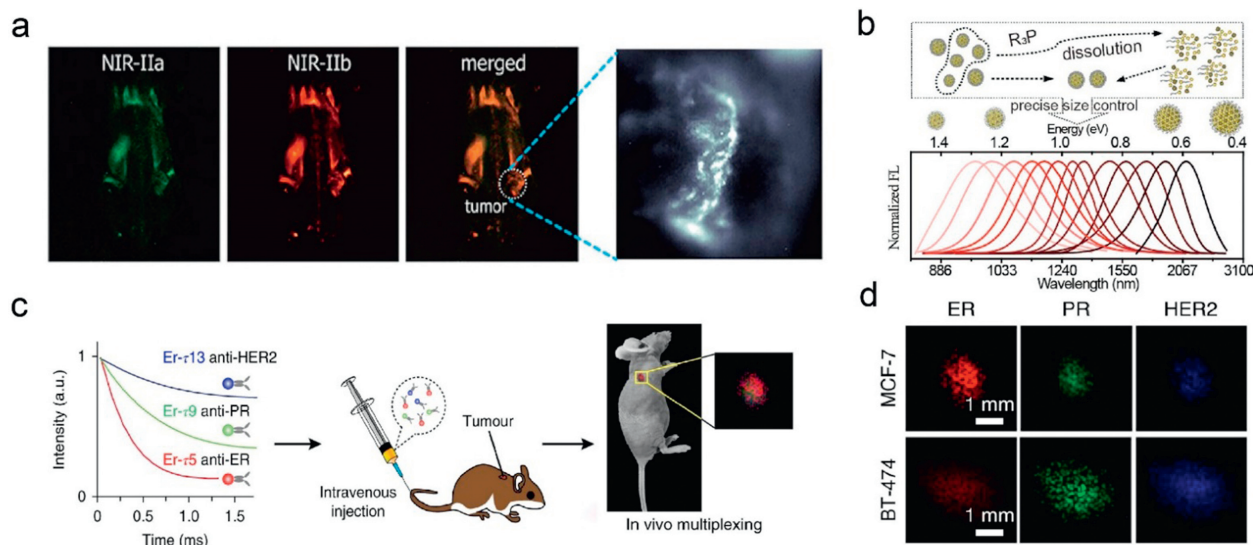 a
NIR-IIa
NIR-IIb
merged
tumor
b
R₃P
dissolution
precise size control
Energy (eV)
1.4 1.2 1.0 0.8 0.6 0.4
Normalized FL
886 1033 1240 1550 2067 3100
Wavelength (nm)
c
Intensity (a.u.)
1
0
Er-τ13 anti-HER2
Er-τ9 anti-PR
Er-τ5 anti-ER
0 0.5 1.0 1.5
Time (ms)
Intravenous
injection
Tumour
In vivo multiplexing
d
ER PR HER2
MCF-7
1 mm
BT-474
1 mm